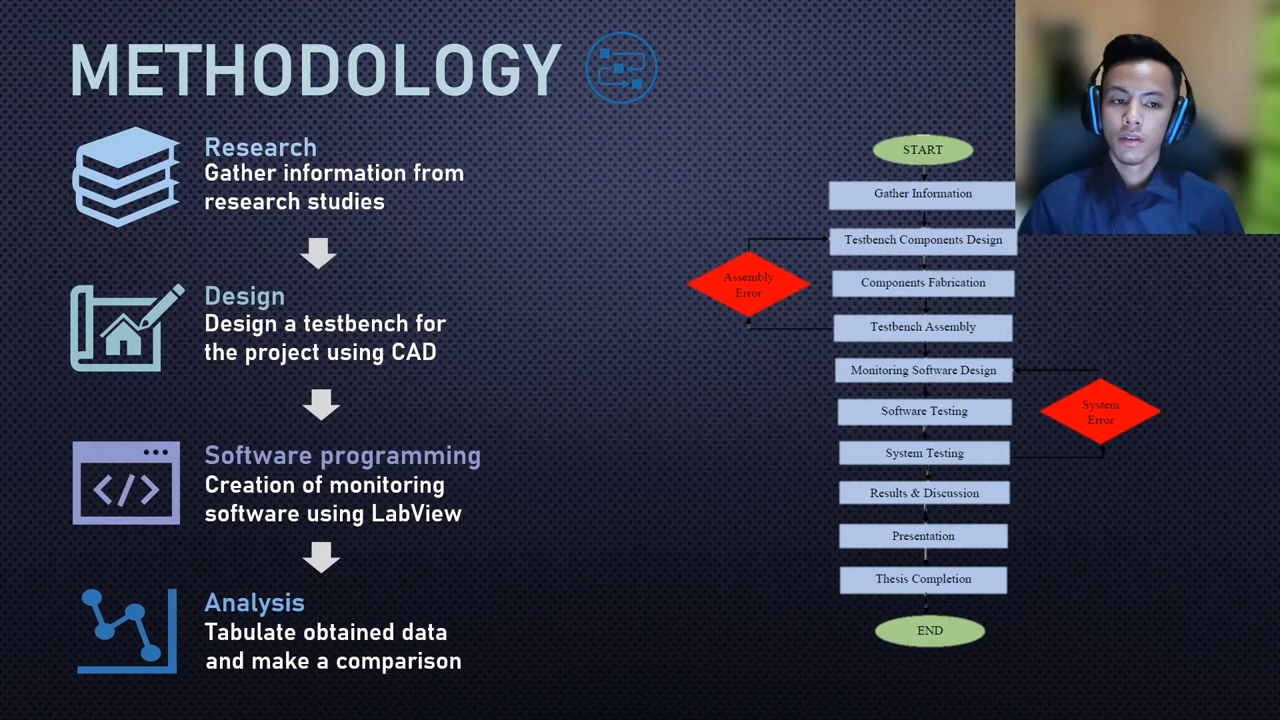 METHODOLOGY
Research
Gather information from
research studies
Design
Design a testbench for
the project using CAD
Software programming
Creation of monitoring
software using LabView
Analysis
Tabulate obtained data
and make a comparison
START
Gather Information
Testbench Components Design
Assembly
Error
Components Fabrication
Testbench Assembly
Monitoring Software Design
System
Error
Software Testing
System Testing
Results & Discussion
Presentation
Thesis Completion
END